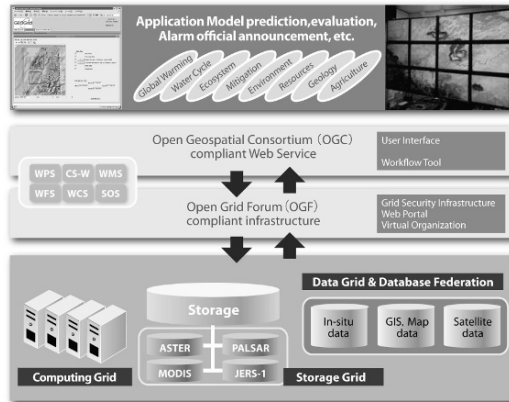 Application Model prediction,evaluation,
Alarm official announcement, etc.
Global Warming
Water Cycle
Ecosystem
Mitigation
Environment
Resources
Geology
Agriculture
Open Geospatial Consortium (OGC)
compliant Web Service
User Interface
Workflow Tool
WPS CS-W WMS
WFS WCS SOS
Open Grid Forum (OGF)
compliant infrastructure
Grid Security Infrastructure
Web Portal
Virtual Organization
Data Grid & Database Federation
Storage
In-situ
data
GIS, Map
data
Satellite
data
ASTER PALSAR
MODIS JERS-1
Computing Grid
Storage Grid